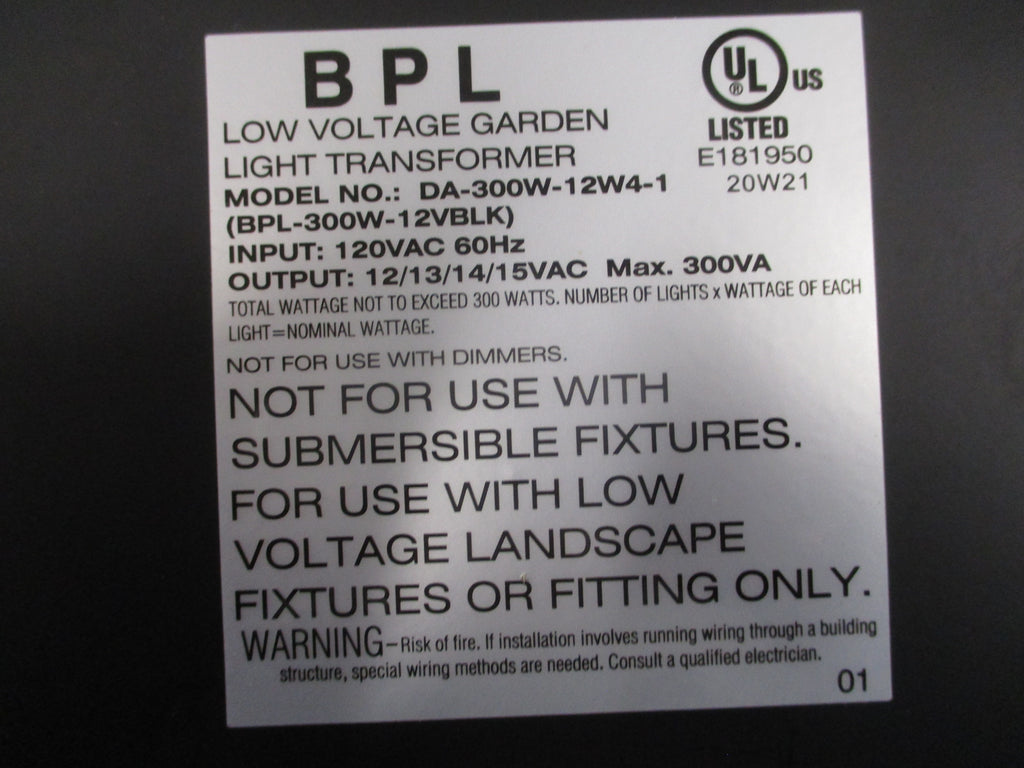 BPL
UL US
®
LISTED
E181950
20W21
LOW VOLTAGE GARDEN
LIGHT TRANSFORMER
MODEL NO.: DA-300W-12W4-1
(BPL-300W-12VBLK)
INPUT: 120VAC 60Hz
OUTPUT: 12/13/14/15VAC Max. 300VA
TOTAL WATTAGE NOT TO EXCEED 300 WATTS. NUMBER OF LIGHTS x WATTAGE OF EACH
LIGHT=NOMINAL WATTAGE.
NOT FOR USE WITH DIMMERS.
NOT FOR USE WITH
SUBMERSIBLE FIXTURES.
FOR USE WITH LOW
VOLTAGE LANDSCAPE
FIXTURES OR FITTING ONLY.
WARNING–Risk of fire. If installation involves running wiring through a building
structure, special wiring methods are needed. Consult a qualified electrician.
01